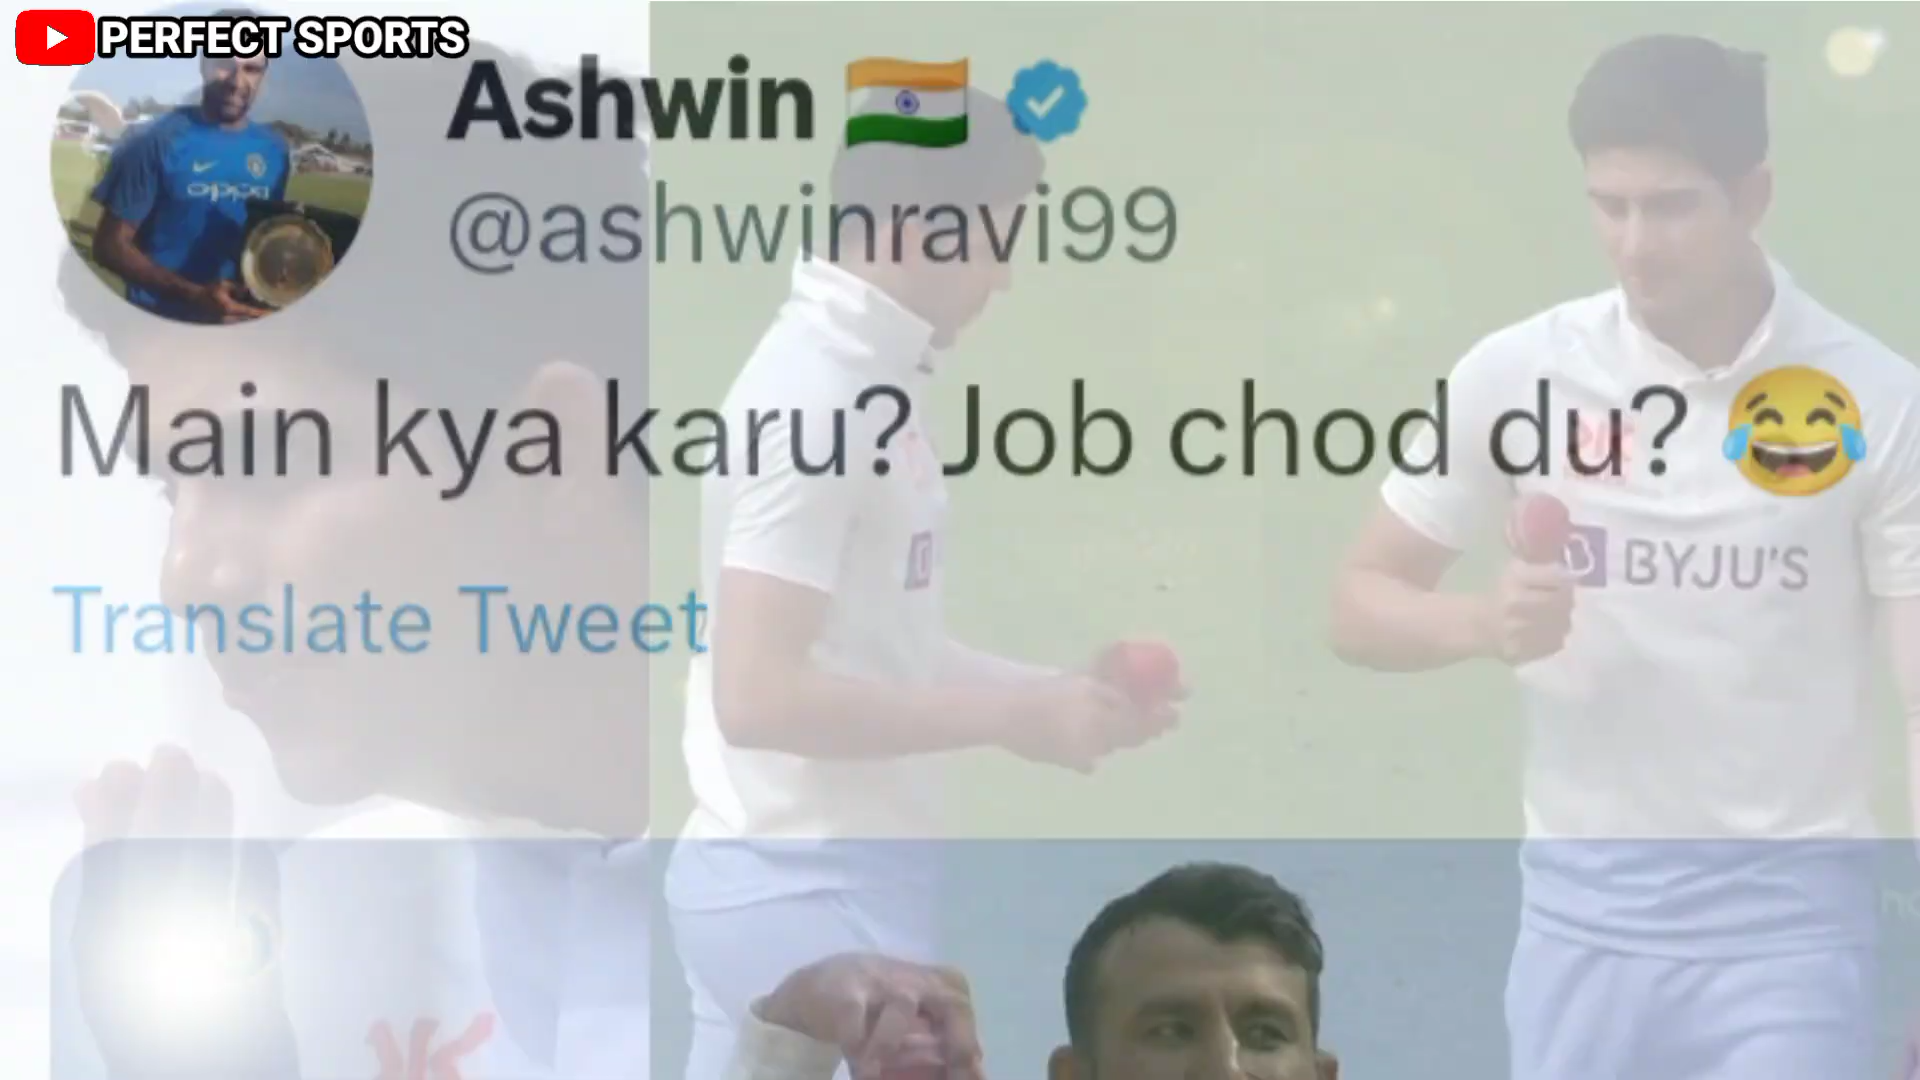 PERFECT SPORTS
Ashwin 🇮🇳
@ashwinravi99
Main kya karu? Job chod du? 😂
BYJU'S
Translate Tweet